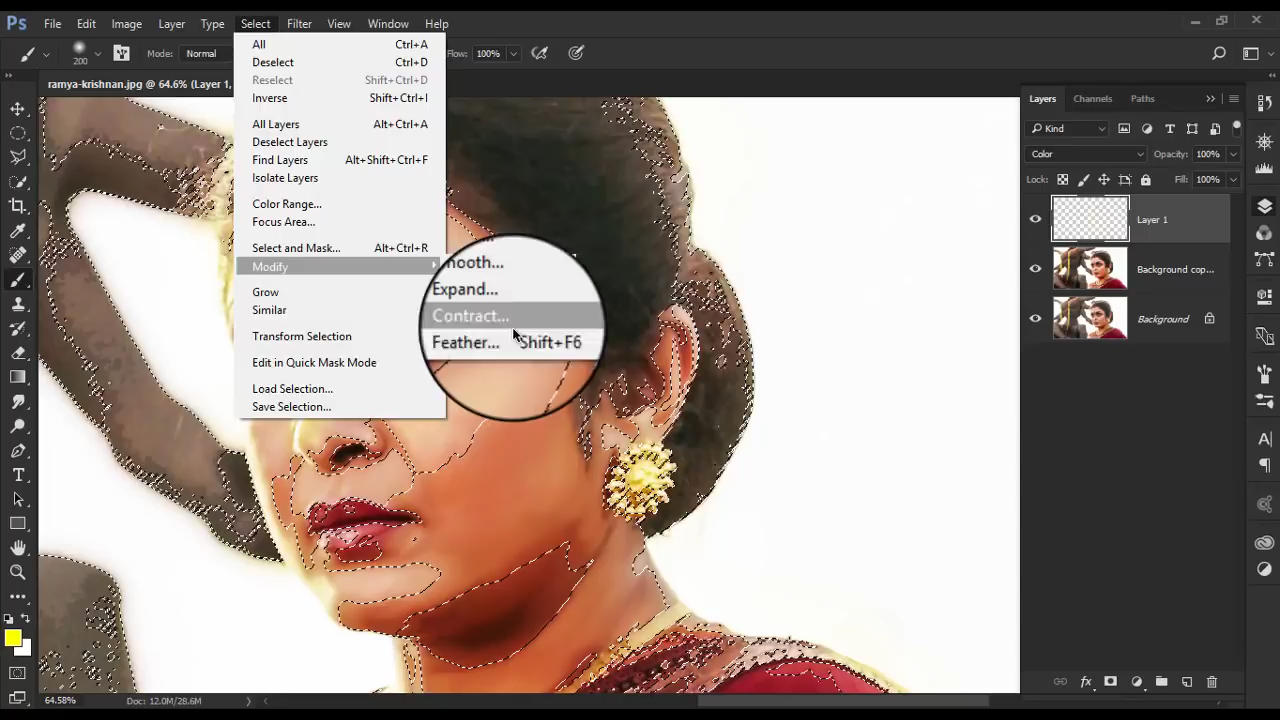 Ps File Edit Image Layer Type Select Filter View Window Help
200 Mode: Normal Flow: 100%
ramya-krishnan.jpg @ 64.6% (Layer 1,
All Ctrl+A
Deselect Ctrl+D
Reselect Shift+Ctrl+D
Inverse Shift+Ctrl+I
All Layers Alt+Ctrl+A
Deselect Layers
Find Layers Alt+Shift+Ctrl+F
Isolate Layers
Color Range...
Focus Area...
Select and Mask... Alt+Ctrl+R
Modify
Grow
Similar
Transform Selection
Edit in Quick Mask Mode
Load Selection...
Save Selection...
mooth...
Expand...
Contract...
Feather... Shift+F6
Layers Channels Paths
Kind
Color Opacity: 100%
Lock: Fill: 100%
Layer 1
Background cop...
Background
64.58% Doc: 12.0M/28.6M